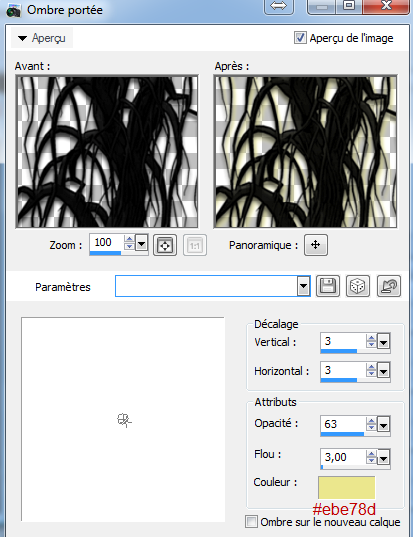 Ombre portée
Aperçu
Aperçu de l'image
Avant :
Après :
Zoom : 100
1:1
Panoramique :
Paramètres
Décalage
Vertical : 3
Horizontal : 3
Attributs
Opacité : 63
Flou : 3,00
Couleur :
#ebe78d
Ombre sur le nouveau calque